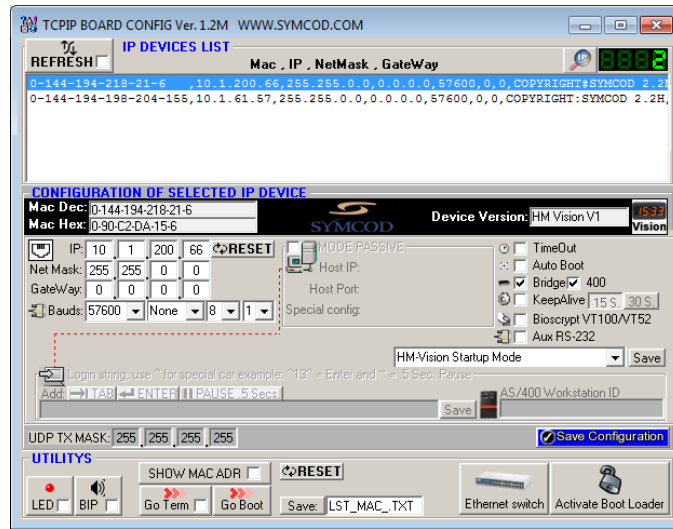 TCPIP BOARD CONFIG Ver. 1.2M WWW.SYMCOD.COM
REFRESH
IP DEVICES LIST
Mac , IP , NetMask , GateWay
2
0-144-194-218-21-6 ,10.1.200.66,255.255.0.0,0.0.0.0,57600,0,0,COPYRIGHT#SYMCOD 2.2
0-144-194-198-204-155,10.1.61.57,255.255.0.0,0.0.0.0,57600,0,0,COPYRIGHT:SYMCOD 2.2H,
CONFIGURATION OF SELECTED IP DEVICE
Mac Dec: 0-144-194-218-21-6
Mac Hex: 0-90-C2-DA-15-6
SYMCOD
Device Version: HM Vision V1
15:33
Vision
IP: 10 . 1 . 200 . 66 RESET
Net Mask: 255 . 255 . 0 . 0
GateWay: 0 . 0 . 0 . 0
Bauds: 57600 None 8 1
MODE PASSIVE
Host IP:
Host Port:
Special config:
TimeOut
Auto Boot
Bridge 400
KeepAlive 15 S. 30 S.
Bioscrypt VT100/VT52
Aux RS-232
HM-Vision Startup Mode Save
Login string, use ^ for special car example: ^13^ = Enter and ~ = .5 Sec. Pause
Add: TAB ENTER PAUSE .5 Secs.
Save
AS/400 Workstation ID
UDP TX MASK: 255 . 255 . 255 . 255
Save Configuration
UTILITYS
LED
BIP
SHOW MAC ADR
Go Term
Go Boot
RESET
Save: LST_MAC_.TXT
Ethernet switch
Activate Boot Loader